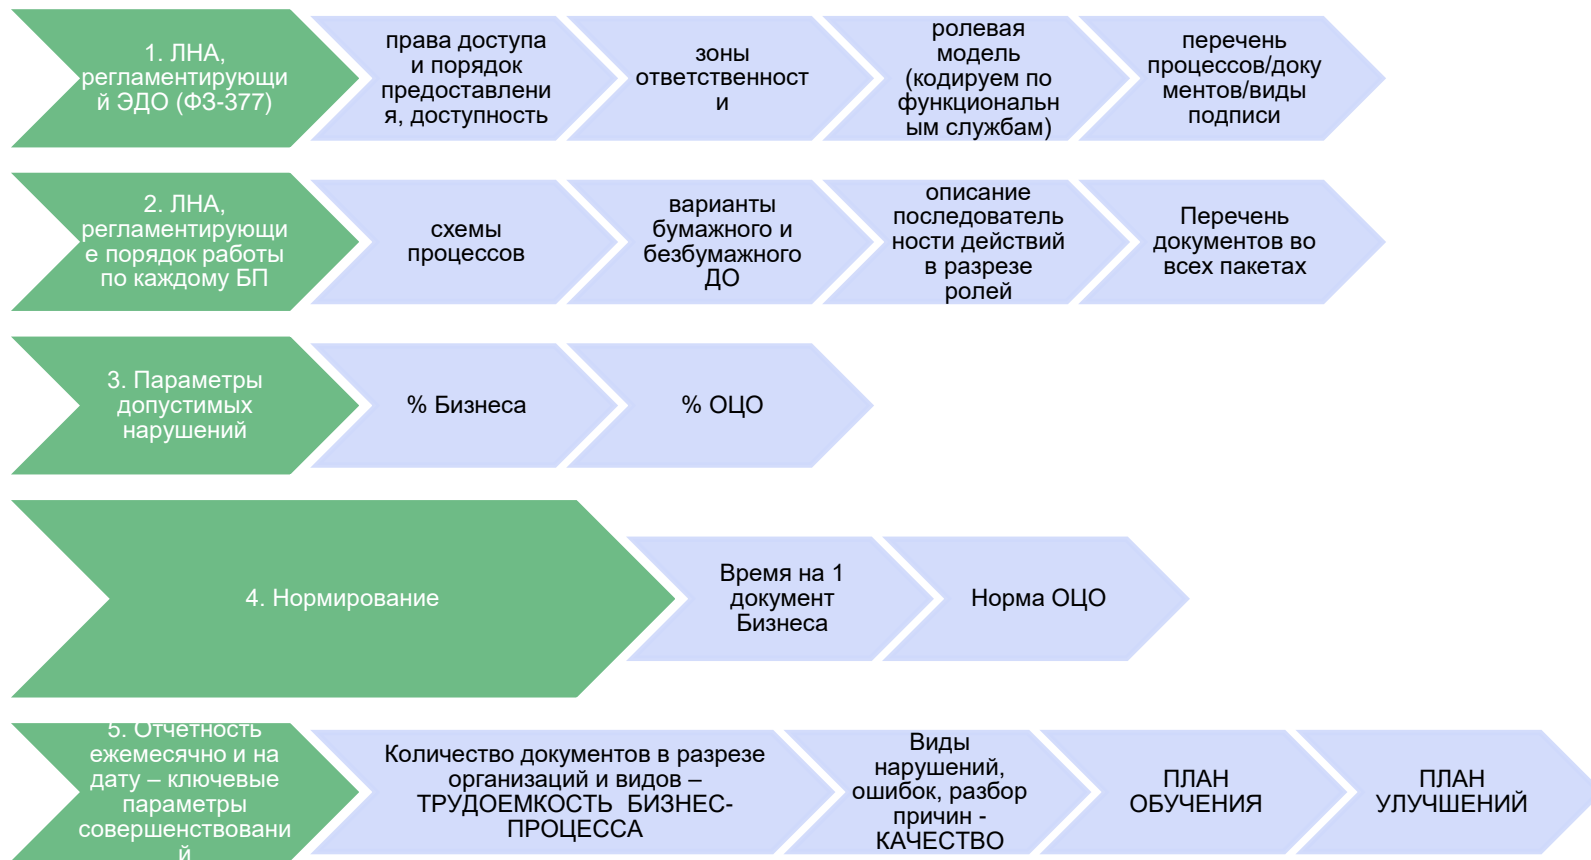 1. ЛНА,
регламентирующи
й ЭДО (ФЗ-377)
права доступа
и порядок
предоставлени
я, доступность
зоны
ответственност
и
ролевая
модель
(кодируем по
функциональн
ым службам)
перечень
процессов/доку
ментов/виды
подписи
2. ЛНА,
регламентирующи
е порядок работы
по каждому БП
схемы
процессов
варианты
бумажного и
безбумажного
ДО
описание
последователь
ности действий
в разрезе
ролей
Перечень
документов во
всех пакетах
3. Параметры
допустимых
нарушений
% Бизнеса
% ОЦО
4. Нормирование
Время на 1
документ
Бизнеса
Норма ОЦО
5. Отчетность
ежемесячно и на
дату – ключевые
параметры
совершенствовани
й
Количество документов в разрезе
организаций и видов –
ТРУДОЕМКОСТЬ БИЗНЕС-
ПРОЦЕССА
Виды
нарушений,
ошибок, разбор
причин -
КАЧЕСТВО
ПЛАН
ОБУЧЕНИЯ
ПЛАН
УЛУЧШЕНИЙ